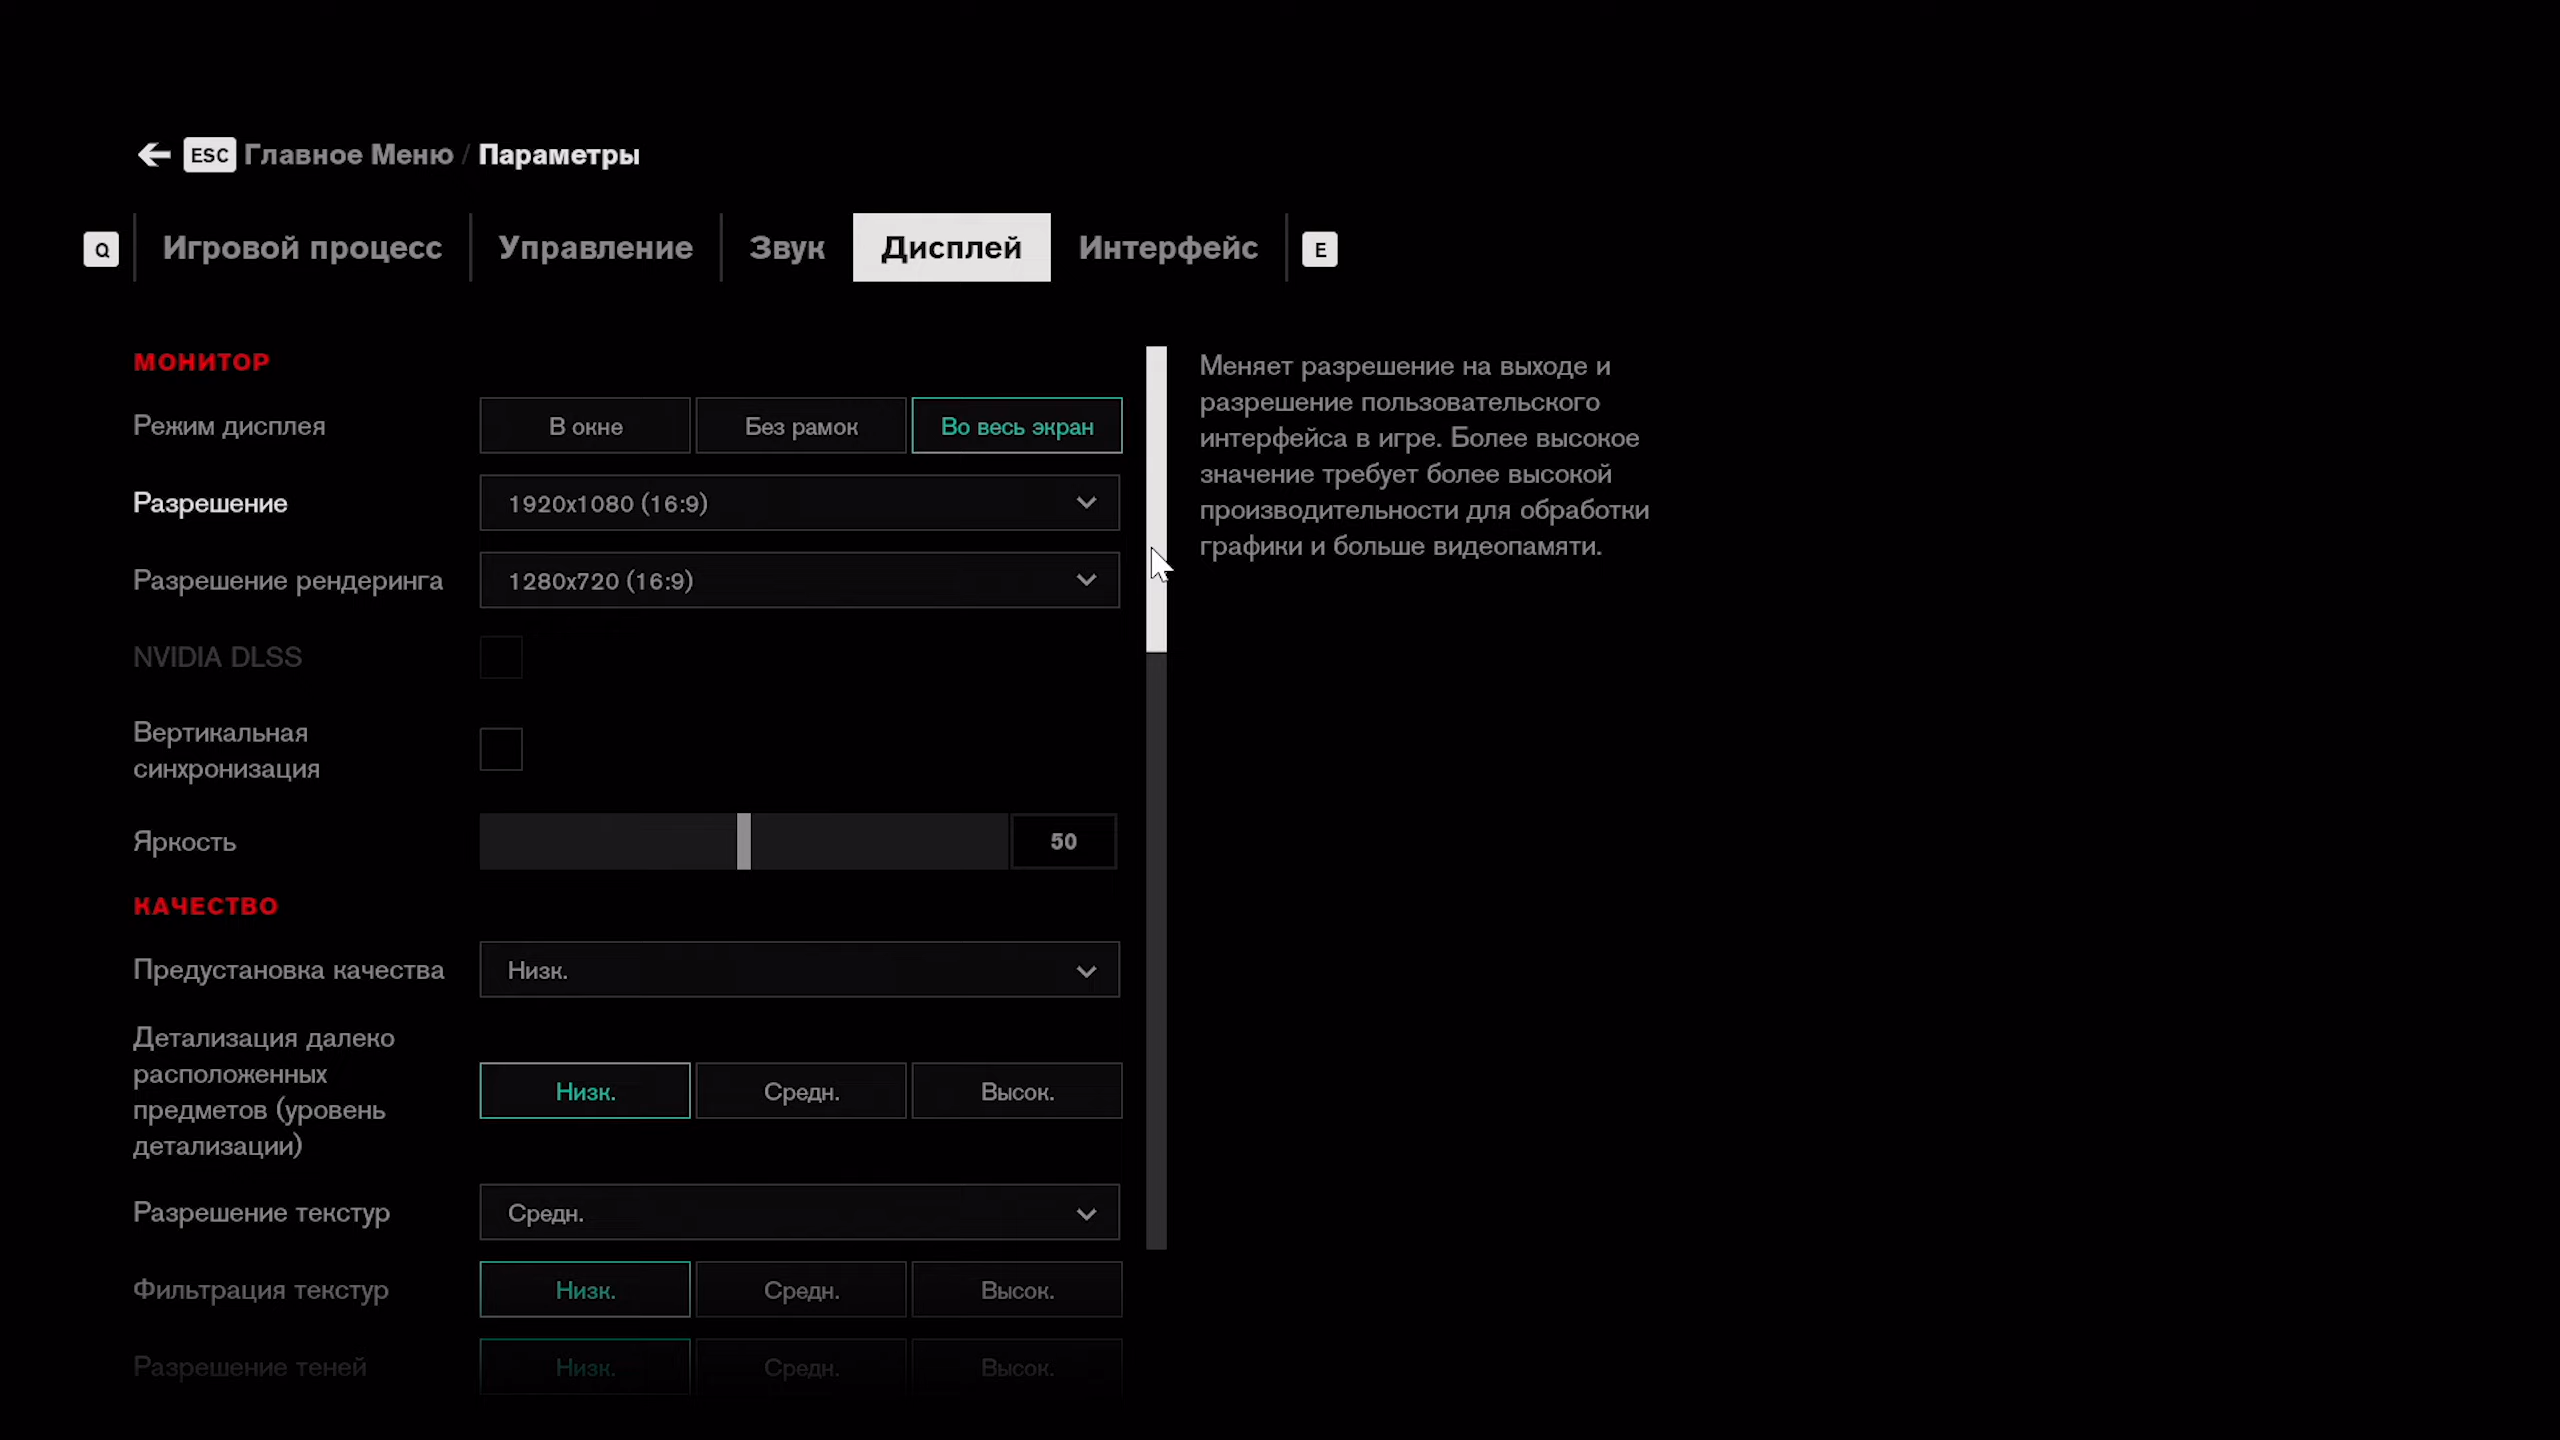 ESC Главное Меню / Параметры
Q Игровой процесс Управление Звук Дисплей Интерфейс E
МОНИТОР
Режим дисплея В окне Без рамок Во весь экран
Разрешение 1920x1080 (16:9)
Разрешение рендеринга 1280x720 (16:9)
NVIDIA DLSS
Вертикальная
синхронизация
Яркость 50
КАЧЕСТВО
Предустановка качества Низк.
Детализация далеко
расположенных
предметов (уровень
детализации)
Низк. Средн. Высок.
Разрешение текстур Средн.
Фильтрация текстур Низк. Средн. Высок.
Разрешение теней Низк. Средн. Высок.
Меняет разрешение на выходе и
разрешение пользовательского
интерфейса в игре. Более высокое
значение требует более высокой
производительности для обработки
графики и больше видеопамяти.